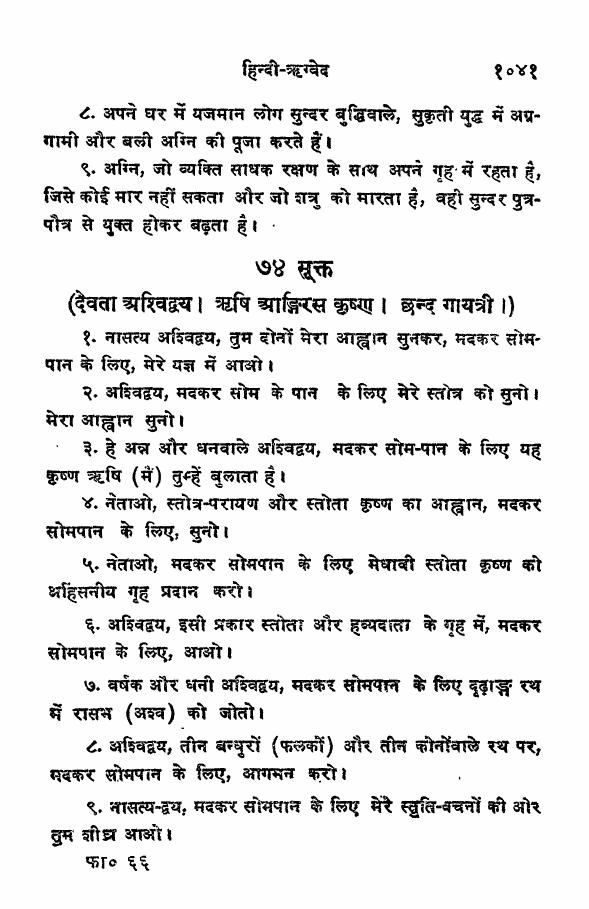 हिन्दी-ऋग्वेद १०४१
८. अपने घर में यजमान लोग सुन्दर बुद्धिवाले, सुकृती युद्ध में अग्र-
गामी और बली अग्नि की पूजा करते हैं।
९. अग्नि, जो व्यक्ति साधक रक्षण के साथ अपने गृह में रहता है,
जिसे कोई मार नहीं सकता और जो शत्रु को मारता है, वही सुन्दर पुत्र-
पौत्र से युक्त होकर बढ़ता है।
७४ सूक्त
(देवता अश्विद्वय। ऋषि आङ्गिरस कृष्ण। छन्द गायत्री।)
१. नासत्य अश्विद्वय, तुम दोनों मेरा आह्वान सुनकर, मदकर सोम-
पान के लिए, मेरे यज्ञ में आओ।
२. अश्विद्वय, मदकर सोम के पान के लिए मेरे स्तोत्र को सुनो।
मेरा आह्वान सुनो।
३. हे अन्न और धनवाले अश्विद्वय, मदकर सोम-पान के लिए यह
कृष्ण ऋषि (मैं) तुम्हें बुलाता है।
४. नेताओ, स्तोत्र-परायण और स्तोता कृष्ण का आह्वान, मदकर
सोमपान के लिए, सुनो।
५. नेताओ, मदकर सोमपान के लिए मेधावी स्तोता कृष्ण को
अहिंसनीय गृह प्रदान करो।
६. अश्विद्वय, इसी प्रकार स्तोता और हव्यदाता के गृह में, मदकर
सोमपान के लिए, आओ।
७. वर्षक और धनी अश्विद्वय, मदकर सोमपान के लिए दृढ़ाङ्ग रथ
में रासभ (अश्व) को जोतो।
८. अश्विद्वय, तीन बन्धुरों (फलकों) और तीन कोनोंवाले रथ पर,
मदकर सोमपान के लिए, आगमन करो।
९. नासत्य-द्वय, मदकर सोमपान के लिए मेरे स्तुति-वचनों की ओर
तुम शीघ्र आओ।
फा० ६६